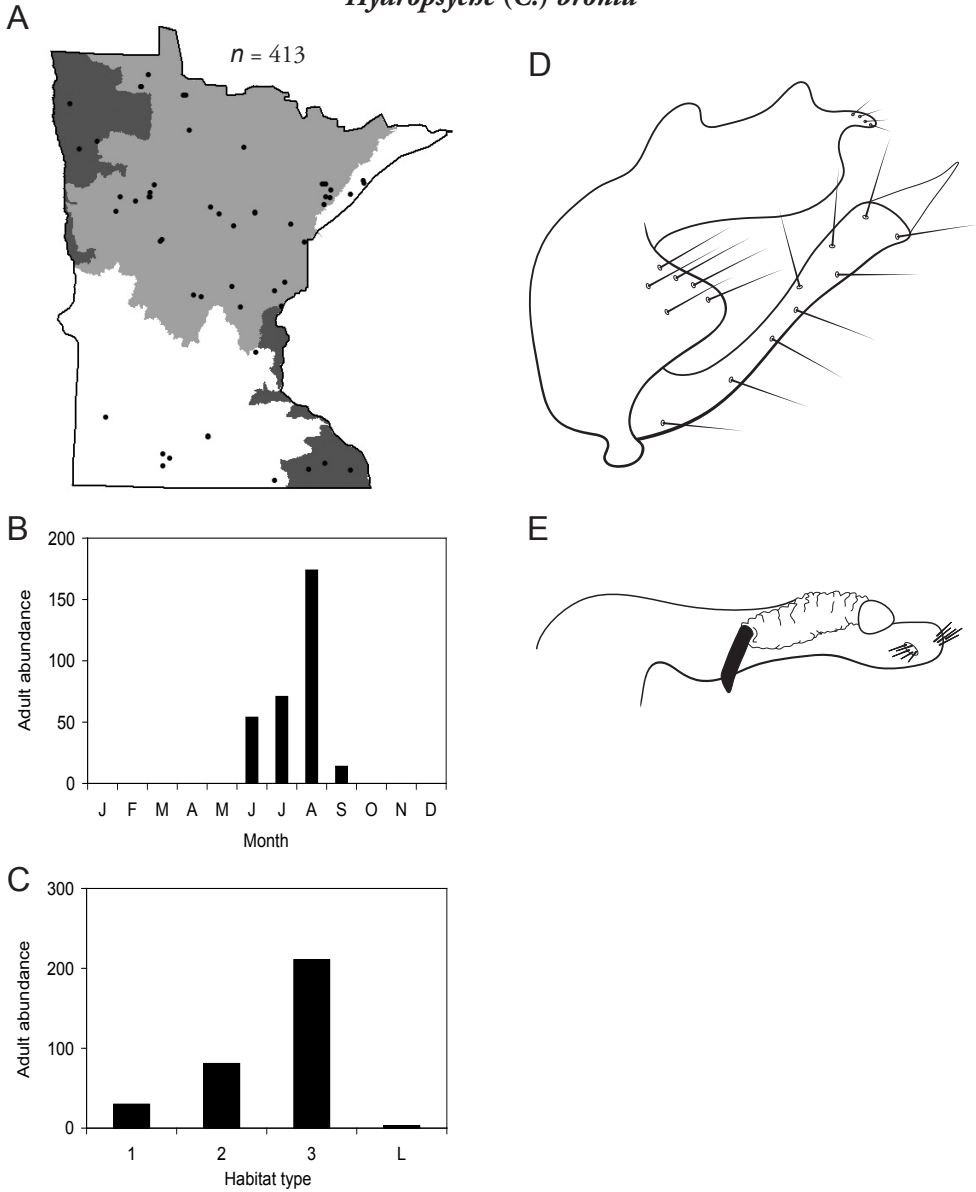 Hydropsyche (C.) bronta
A
n = 413
D
B
200
150
100
50
0
Adult abundance
J F M A M J J A S O N D
Month
E
C
300
200
100
0
Adult abundance
1 2 3 L
Habitat type